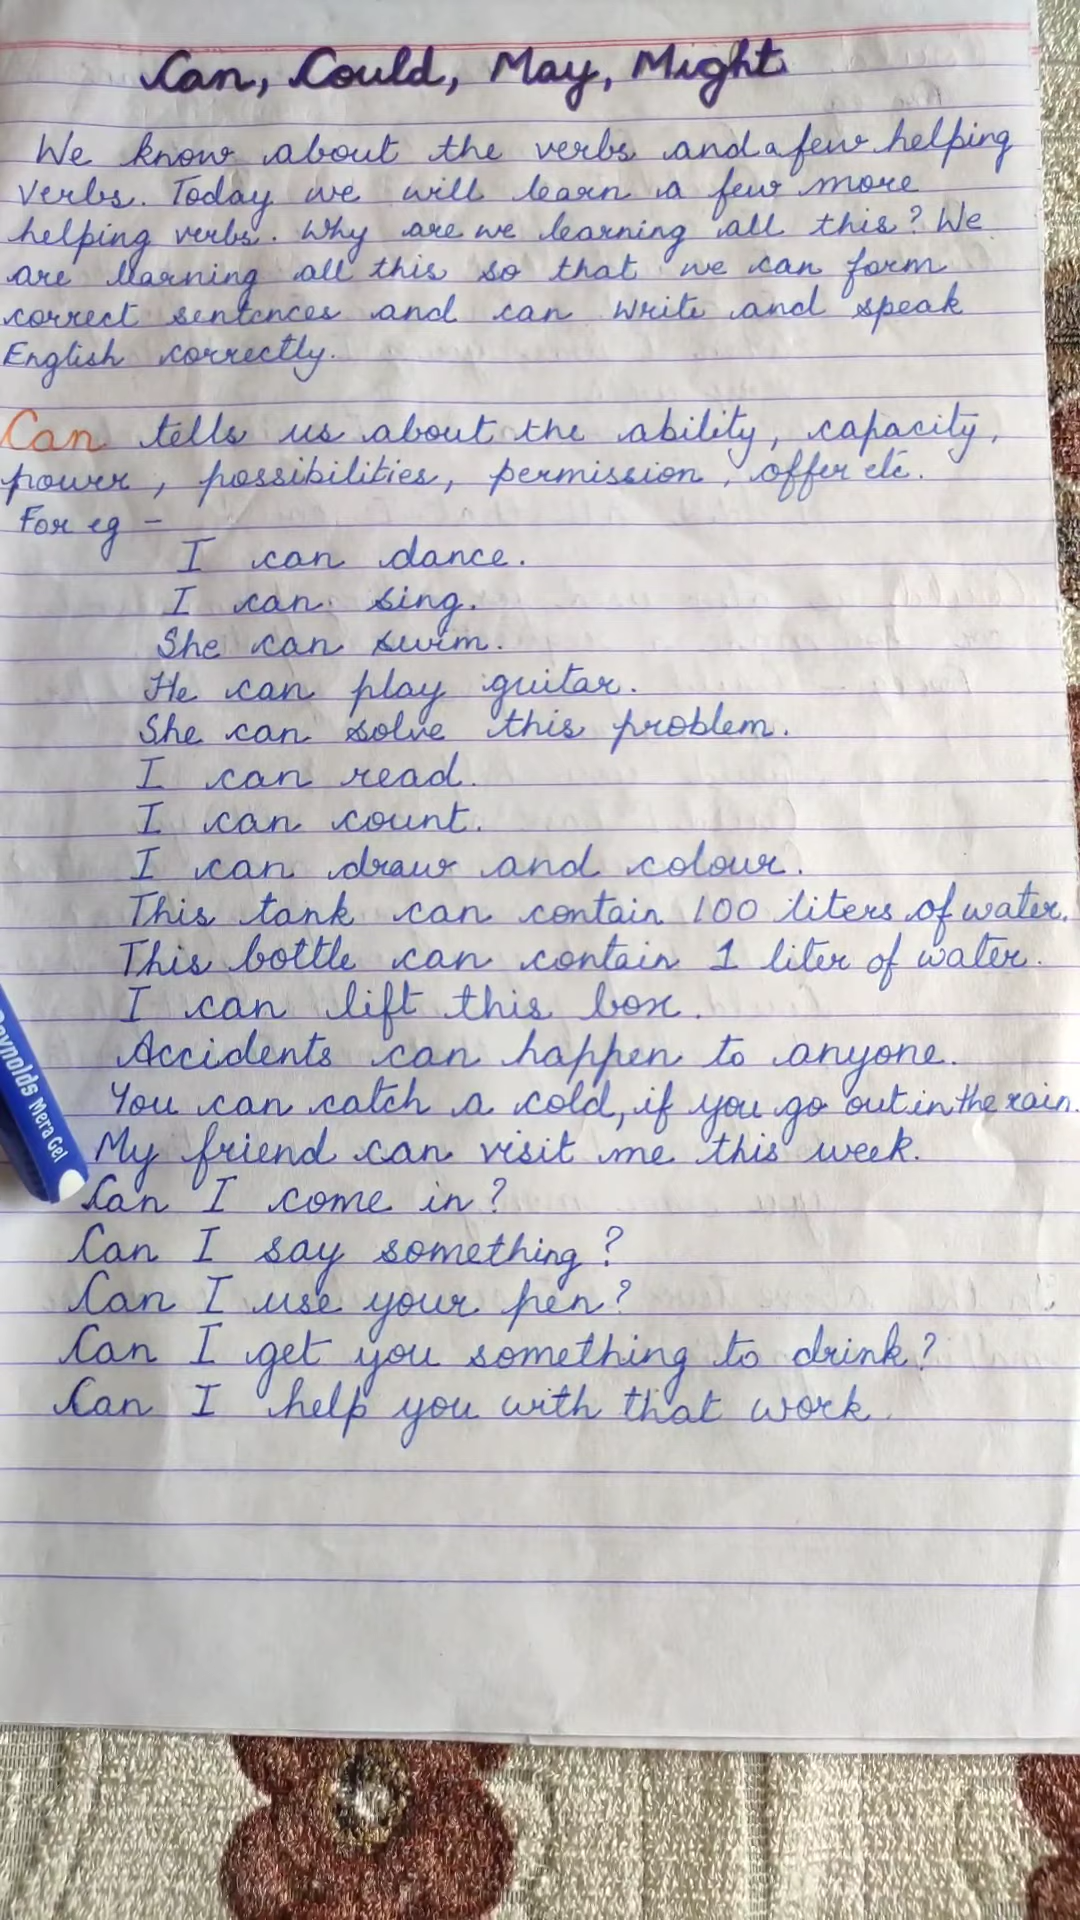 Can, Could, May, Might
We know about the verbs and a few helping
verbs. Today we will learn a few more
helping verbs. Why are we learning all this? We
are learning all this so that we can form
correct sentences and can write and speak
English correctly.
Can tells us about the ability, capacity,
power, possibilities, permission, offer etc.
For eg -
I can dance.
I can sing.
She can swim.
He can play guitar.
She can solve this problem.
I can read.
I can count.
I can draw and colour.
This tank can contain 100 liters of water.
This bottle can contain 1 liter of water.
I can lift this box.
Accidents can happen to anyone.
You can catch a cold, if you go out in the rain.
My friend can visit me this week.
Can I come in?
Can I say something?
Can I use your pen?
Can I get you something to drink?
Can I help you with that work.
Reynolds Mera Gel